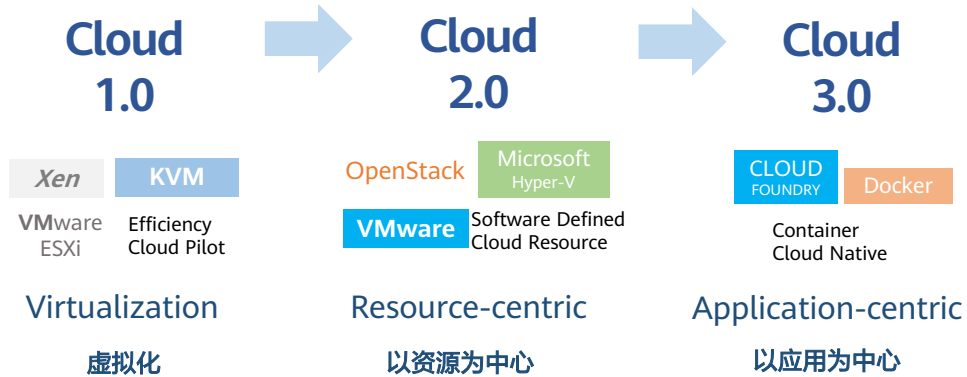 Cloud
1.0
Cloud
2.0
Cloud
3.0
Xen
KVM
VMware
ESXi
Efficiency
Cloud Pilot
OpenStack
Microsoft
Hyper-V
VMware
Software Defined
Cloud Resource
CLOUD
FOUNDRY
Docker
Container
Cloud Native
Virtualization
Resource-centric
Application-centric
虚拟化
以资源为中心
以应用为中心